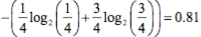 −(1/4 log₂(1/4) + 3/4 log₂(3/4)) = 0.81